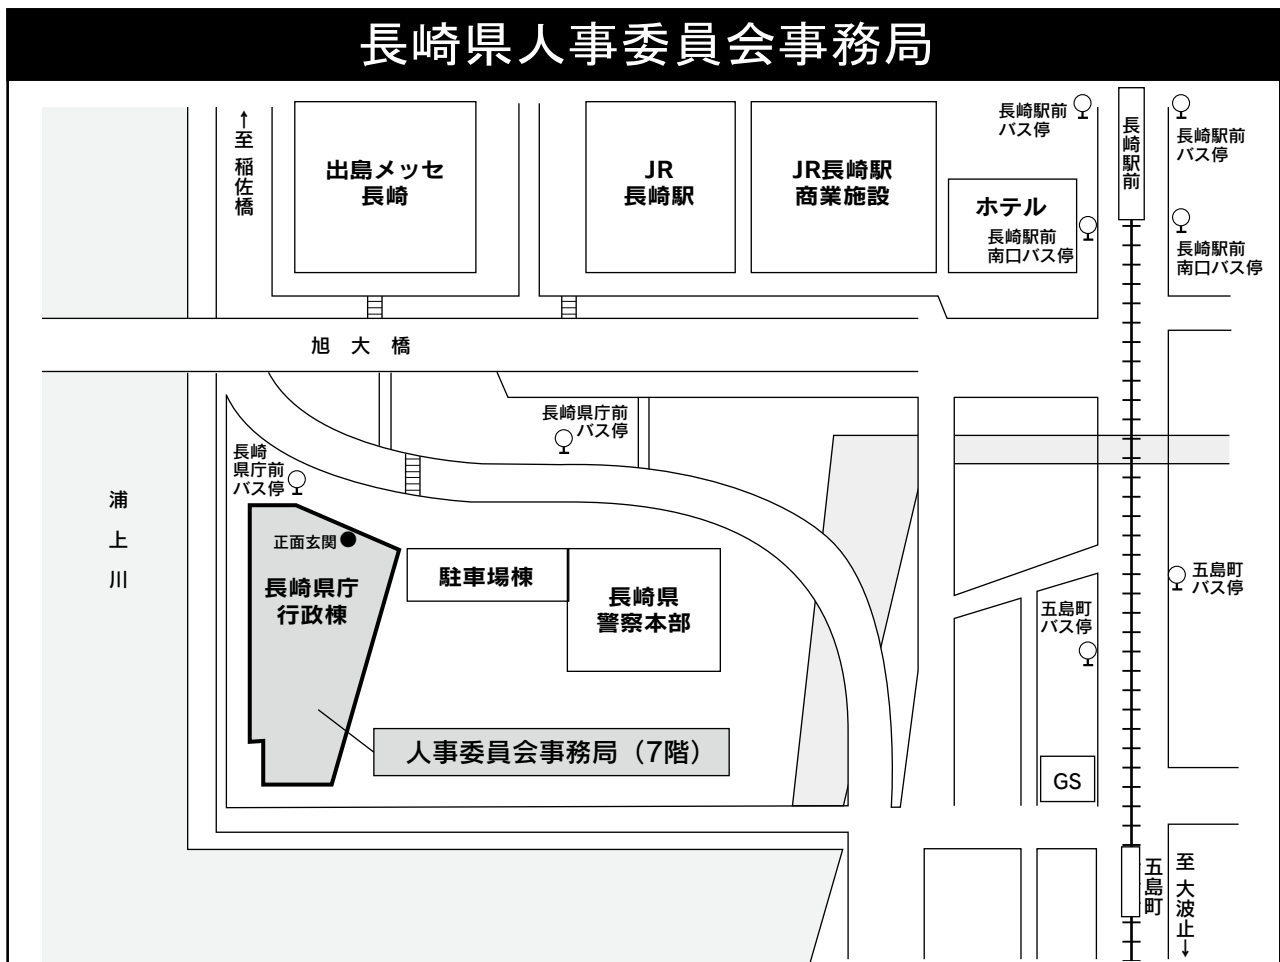 長崎県人事委員会事務局
←至 稲佐橋
出島メッセ
長崎
JR
長崎駅
JR長崎駅
商業施設
長崎駅前
バス停
ホテル
長崎駅前
南口バス停
長崎駅前
長崎駅前
バス停
長崎駅前
南口バス停
旭大橋
長崎県庁前
バス停
長崎
県庁前
バス停
浦上川
正面玄関
長崎県庁
行政棟
駐車場棟
長崎県
警察本部
五島町
バス停
五島町
バス停
人事委員会事務局（7階）
GS
五島町
至 大波止→